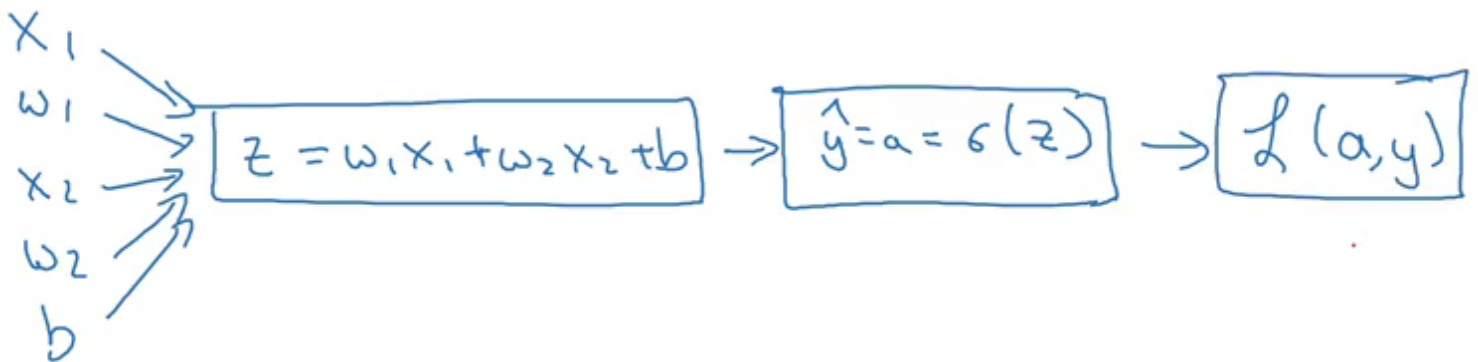 x₁
w₁
x₂
w₂
b
z = w₁x₁ + w₂x₂ + b
ŷ = a = σ(z)
ℒ(a,y)